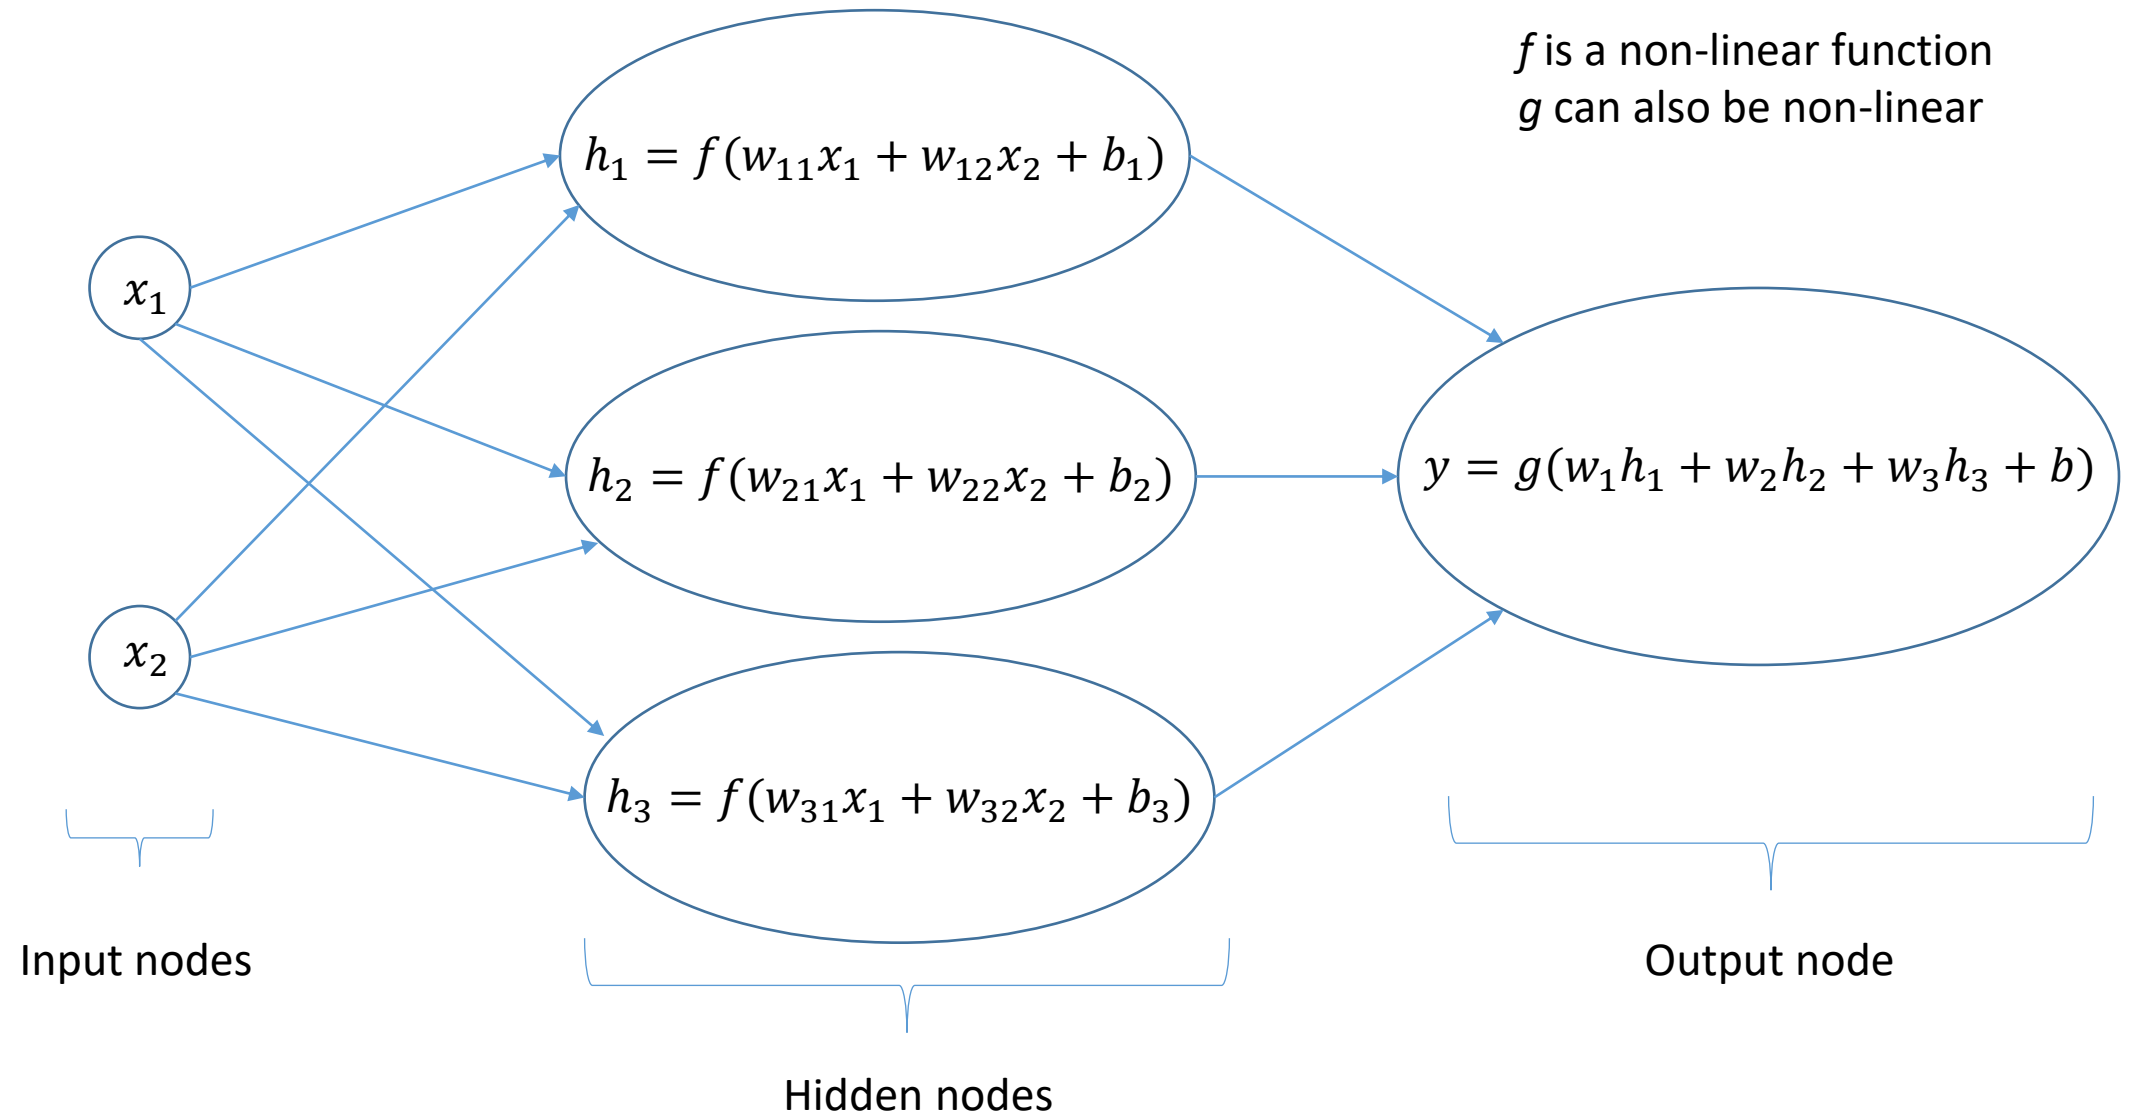 f is a non-linear function
g can also be non-linear
h₁ = f(w₁₁x₁ + w₁₂x₂ + b₁)
x₁
h₂ = f(w₂₁x₁ + w₂₂x₂ + b₂)
y = g(w₁h₁ + w₂h₂ + w₃h₃ + b)
x₂
h₃ = f(w₃₁x₁ + w₃₂x₂ + b₃)
Input nodes
Output node
Hidden nodes